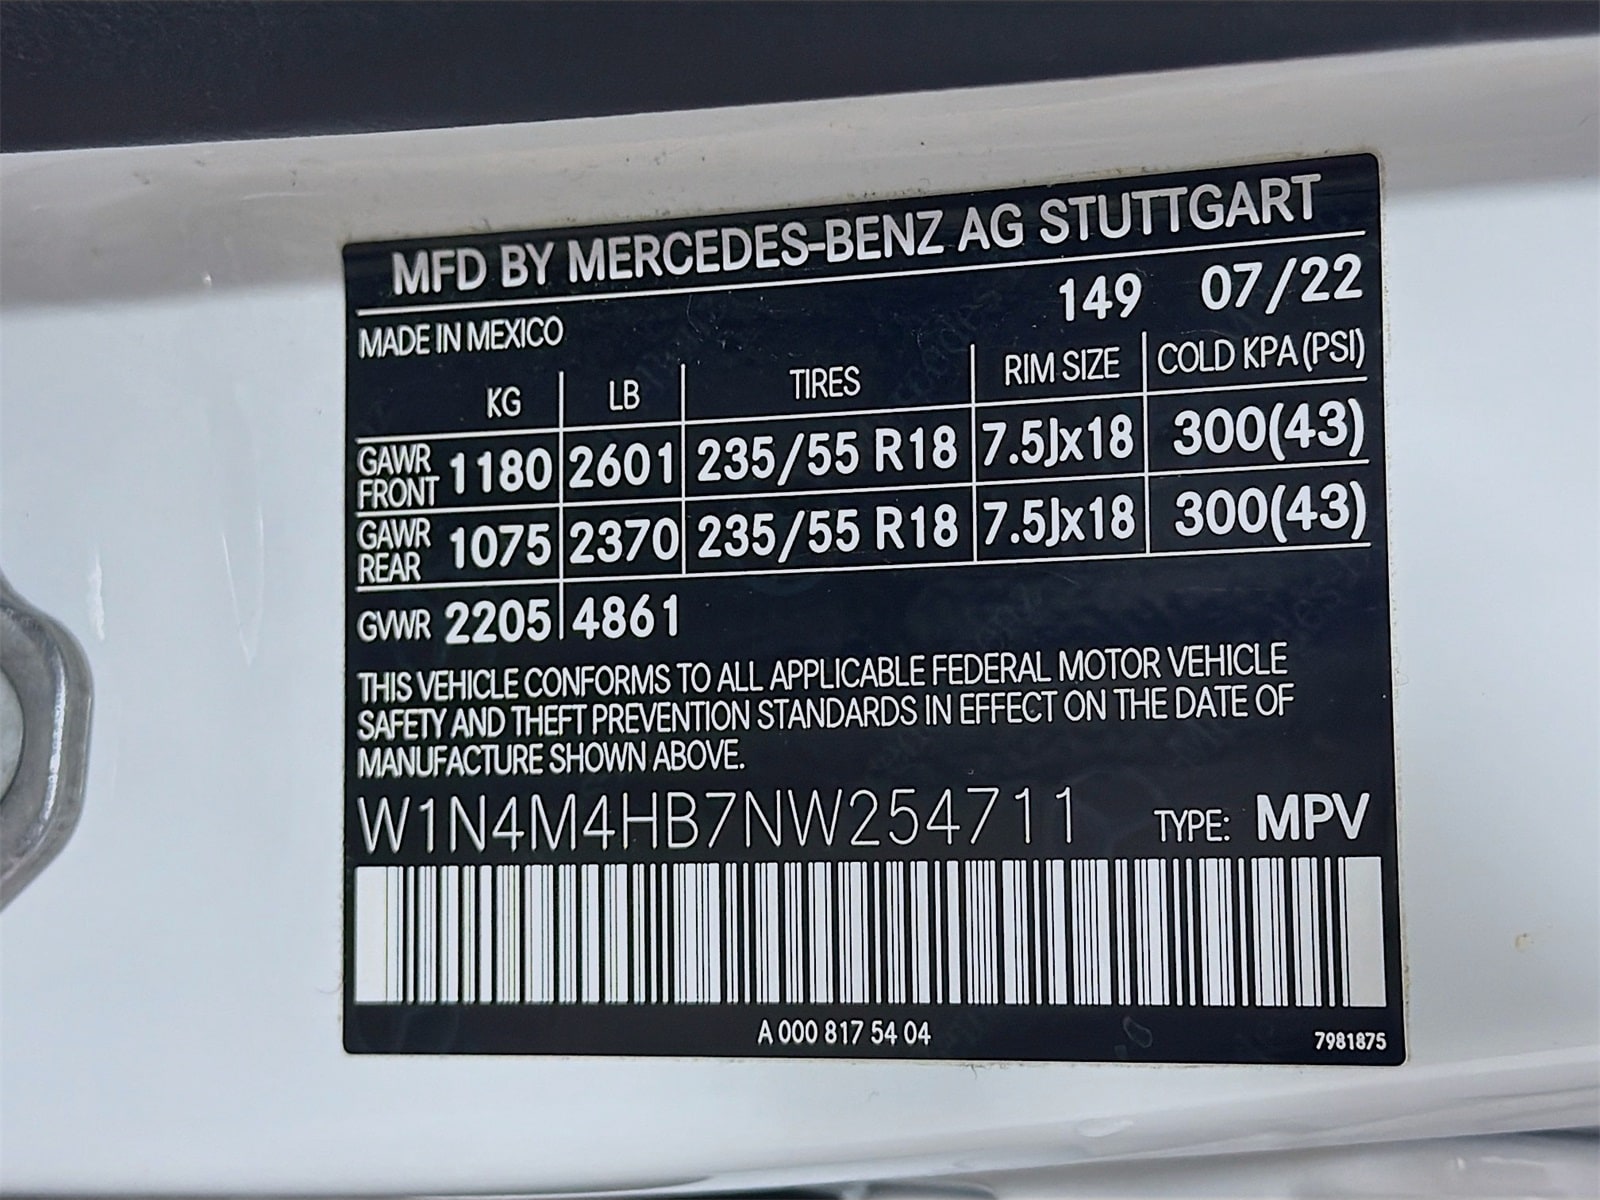 MFD BY MERCEDES-BENZ AG STUTTGART
MADE IN MEXICO 149 07/22
KG LB TIRES RIM SIZE COLD KPA (PSI)
GAWR FRONT 1180 2601 235/55 R18 7.5Jx18 300(43)
GAWR REAR 1075 2370 235/55 R18 7.5Jx18 300(43)
GVWR 2205 4861
THIS VEHICLE CONFORMS TO ALL APPLICABLE FEDERAL MOTOR VEHICLE
SAFETY AND THEFT PREVENTION STANDARDS IN EFFECT ON THE DATE OF
MANUFACTURE SHOWN ABOVE.
W1N4M4HB7NW254711 TYPE: MPV
A 000 817 54 04 7981875